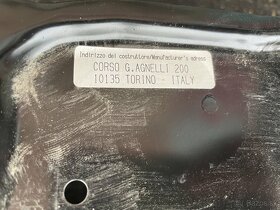 Indirizzo del costruttore/Manufacturer's adress
CORSO G.AGNELLI 200
10135 TORINO - ITALY